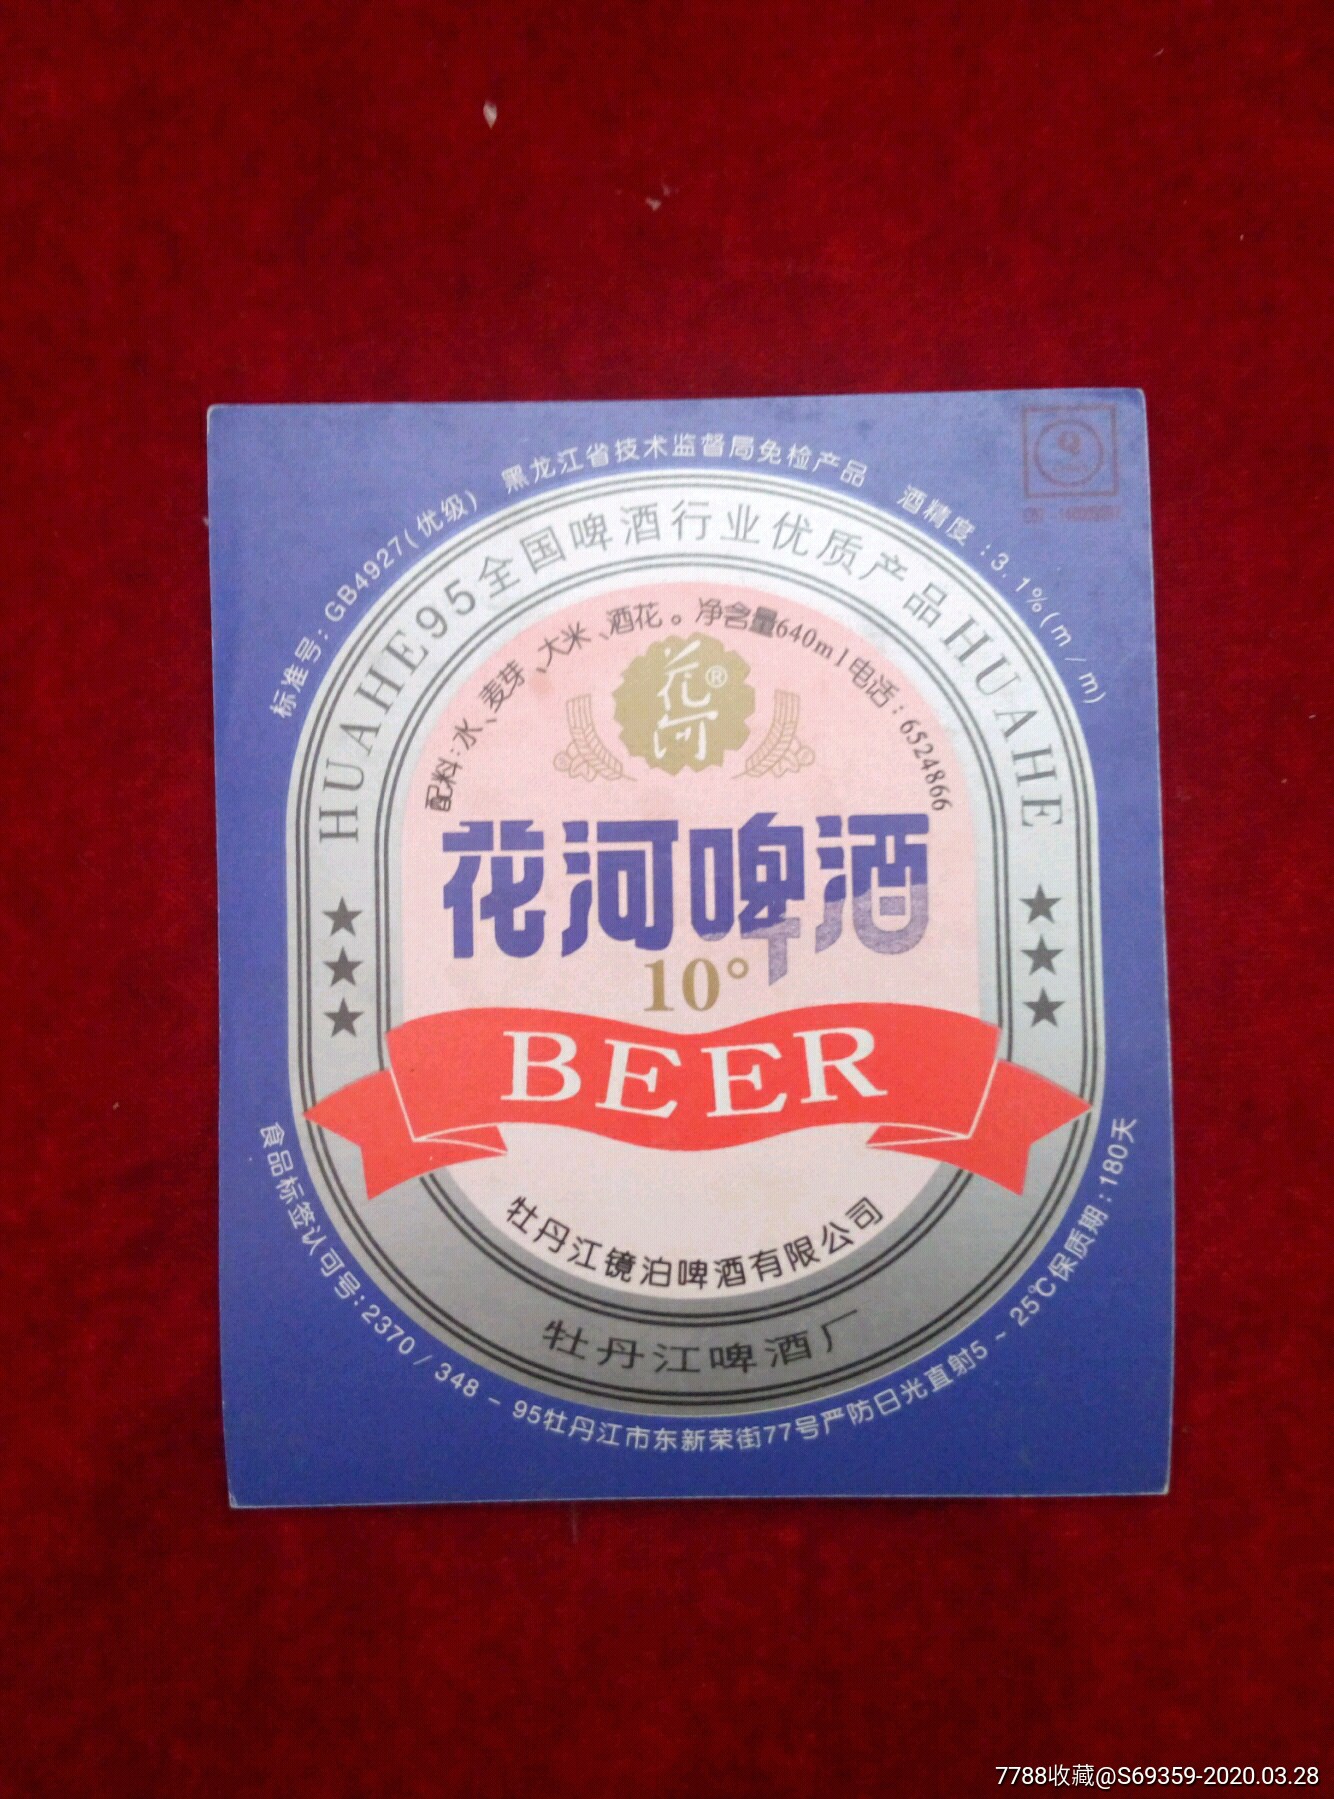 标准号：GB4927(优级) 黑龙江省技术监督局免检产品 酒精度：3.1%(m/m)
HUAHE95全国啤酒行业优质产品HUAHE
配料：水、麦芽、大米、酒花。净含量640ml电话：6524866
花河®
花河啤酒
10°
BEER
牡丹江镜泊啤酒有限公司
牡丹江啤酒厂
食品标签认可号：2370/348-95牡丹江市东新荣街77号严防日光直射5~25℃保质期：180天
Q
7788收藏@S69359-2020.03.28